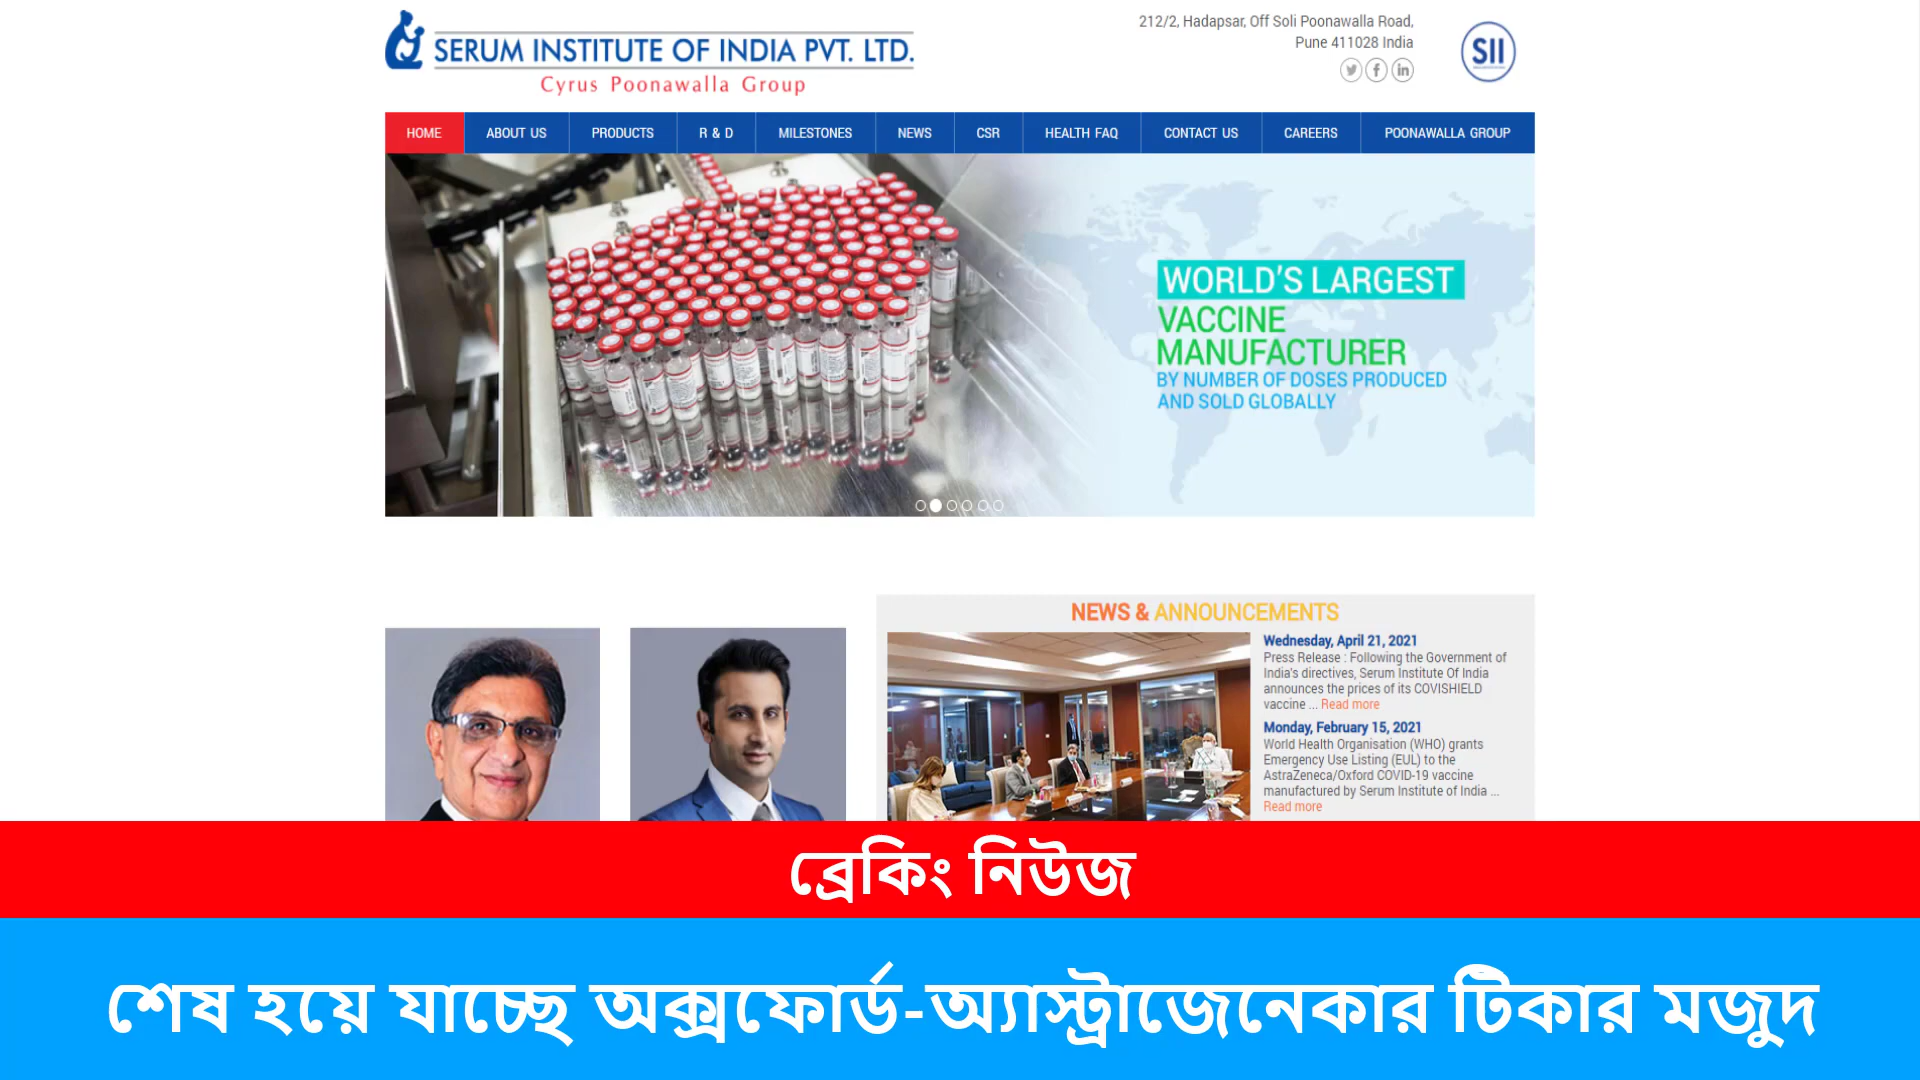 SERUM INSTITUTE OF INDIA PVT. LTD.
Cyrus Poonawalla Group
212/2, Hadapsar, Off Soli Poonawalla Road,
Pune 411028 India
SII
HOME ABOUT US PRODUCTS R & D MILESTONES NEWS CSR HEALTH FAQ CONTACT US CAREERS POONAWALLA GROUP
WORLD'S LARGEST
VACCINE
MANUFACTURER
BY NUMBER OF DOSES PRODUCED
AND SOLD GLOBALLY
NEWS & ANNOUNCEMENTS
Wednesday, April 21, 2021
Press Release : Following the Government of
India's directives, Serum Institute Of India
announces the prices of its COVISHIELD
vaccine ... Read more
Monday, February 15, 2021
World Health Organisation (WHO) grants
Emergency Use Listing (EUL) to the
AstraZeneca/Oxford COVID-19 vaccine
manufactured by Serum Institute of India ...
Read more
ব্রেকিং নিউজ
শেষ হয়ে যাচ্ছে অক্সফোর্ড-অ্যাস্ট্রাজেনেকার টিকার মজুদ